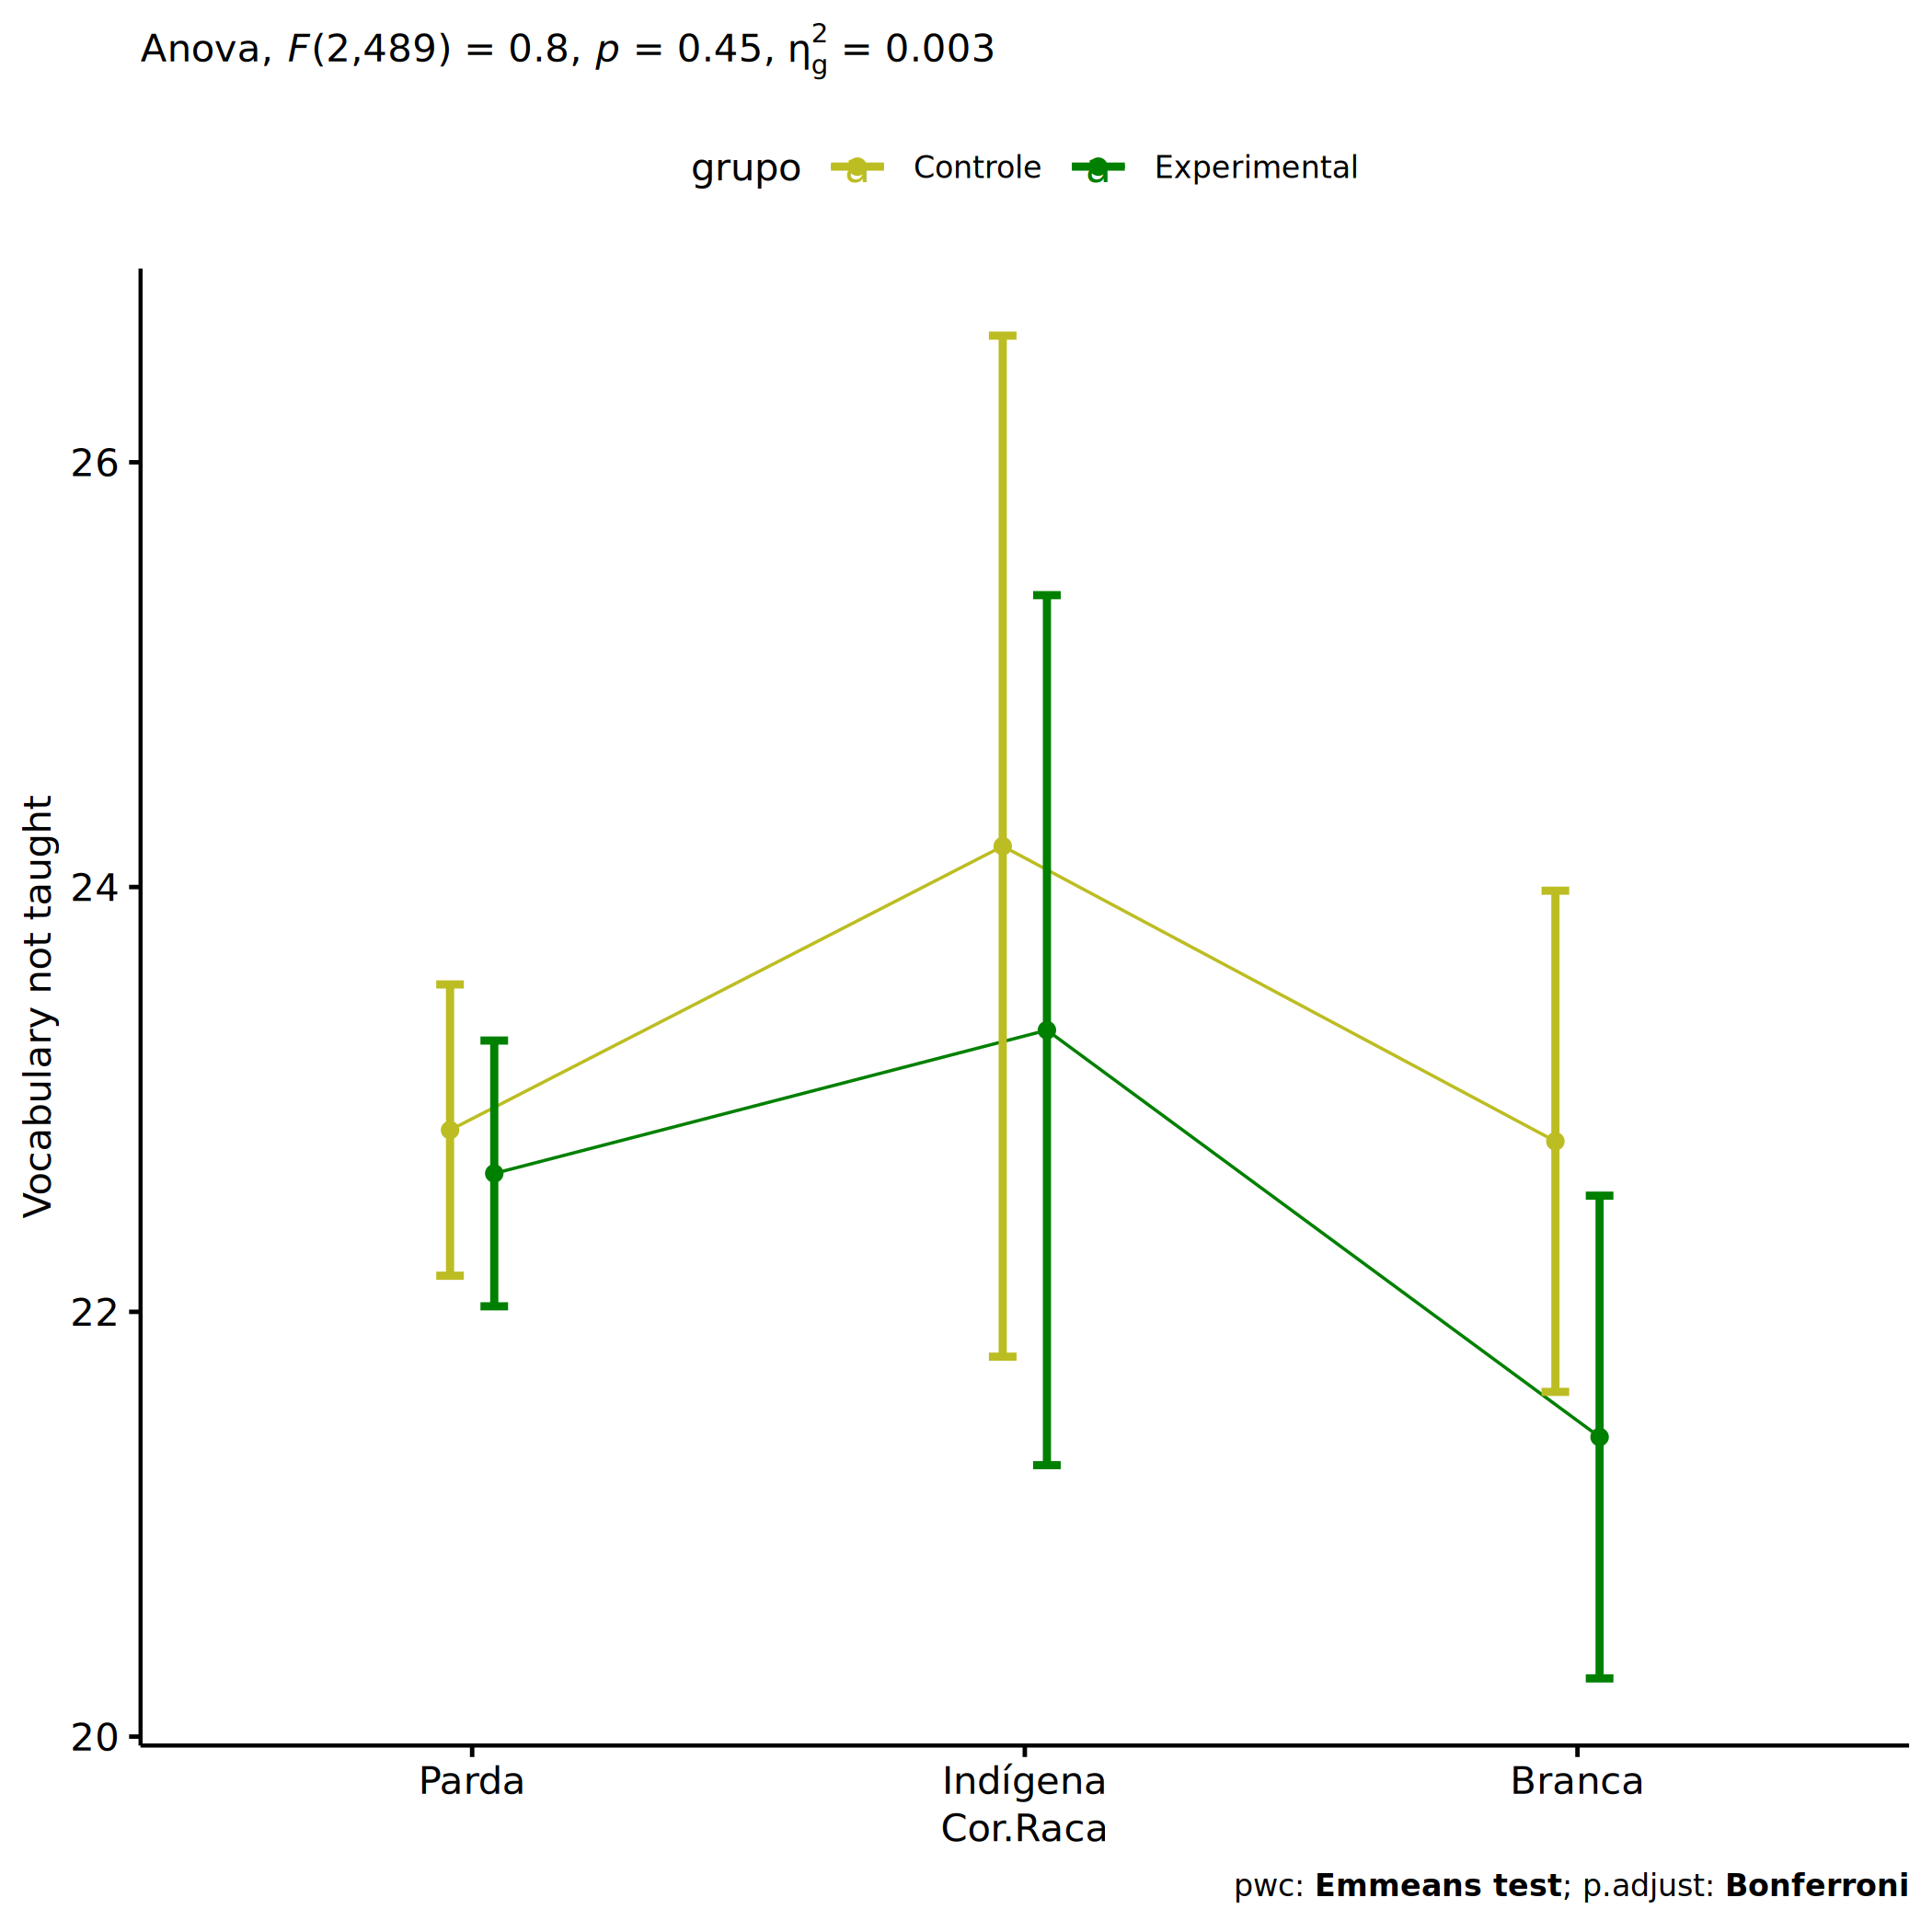 Anova, F(2,489) = 0.8, p = 0.45, η²g = 0.003
grupo Controle Experimental
Vocabulary not taught
26
24
22
20
Parda Indígena Branca
Cor.Raca
pwc: Emmeans test; p.adjust: Bonferroni